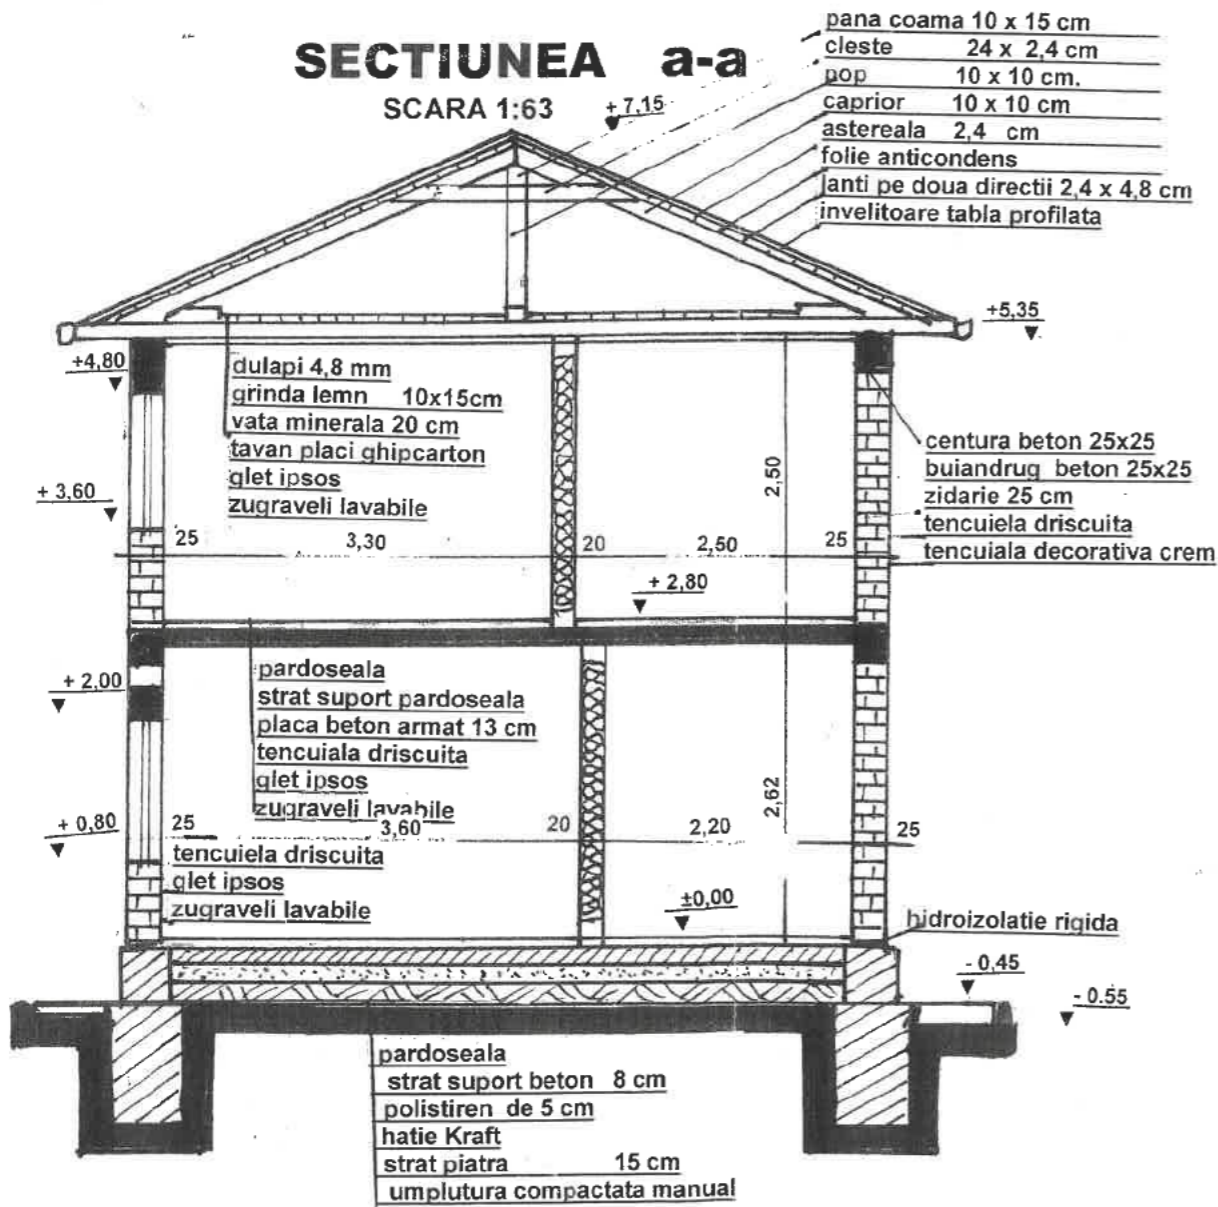 SECTIUNEA a-a
SCARA 1:63
+ 7,15
pana coama 10 x 15 cm
cleste 24 x 2,4 cm
pop 10 x 10 cm.
caprior 10 x 10 cm
astereala 2,4 cm
folie anticondens
lanti pe doua directii 2,4 x 4,8 cm
invelitoare tabla profilata
+5,35
+4,80
dulapi 4,8 mm
grinda lemn 10x15cm
vata minerala 20 cm
tavan placi ghipcarton
glet ipsos
zugraveli lavabile
centura beton 25x25
buiandrug beton 25x25
zidarie 25 cm
tencuiela driscuita
tencuiala decorativa crem
2,50
+ 3,60
25 3,30 20 2,50 25
+ 2,80
pardoseala
strat suport pardoseala
placa beton armat 13 cm
tencuiala driscuita
glet ipsos
zugraveli lavabile
+ 2,00
2,62
+ 0,80
25 3,60 20 2,20 25
tencuiela driscuita
glet ipsos
zugraveli lavabile
±0,00
hidroizolatie rigida
- 0,45
- 0.55
pardoseala
strat suport beton 8 cm
polistiren de 5 cm
hatie Kraft
strat piatra 15 cm
umplutura compactata manual